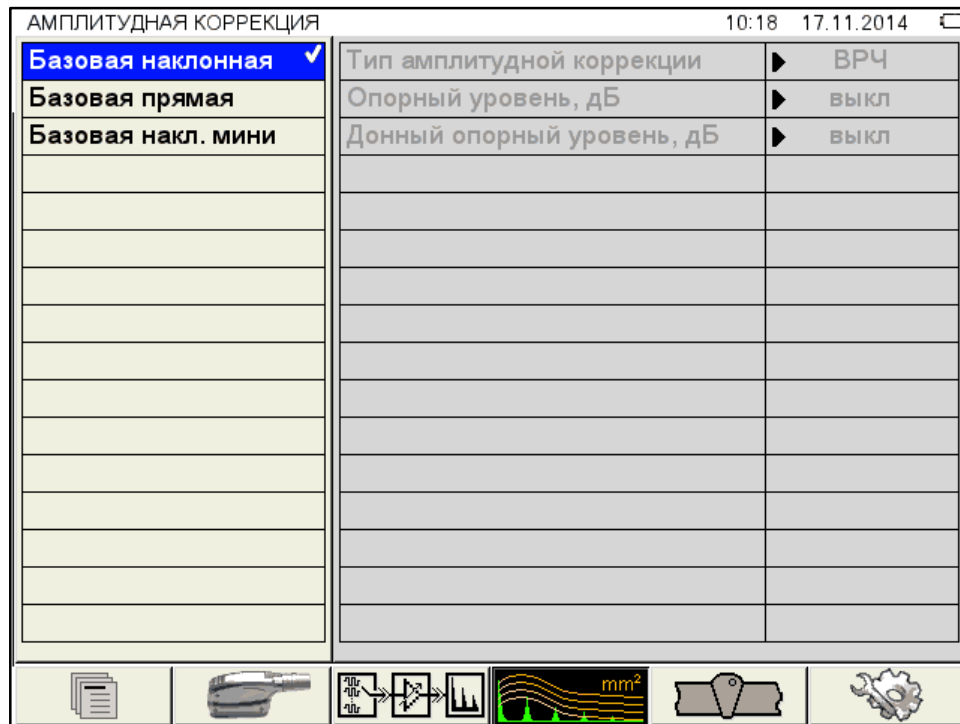 АМПЛИТУДНАЯ КОРРЕКЦИЯ 10:18 17.11.2014
Базовая наклонная Тип амплитудной коррекции ВРЧ
Базовая прямая Опорный уровень, дБ выкл
Базовая накл. мини Донный опорный уровень, дБ выкл
mm²